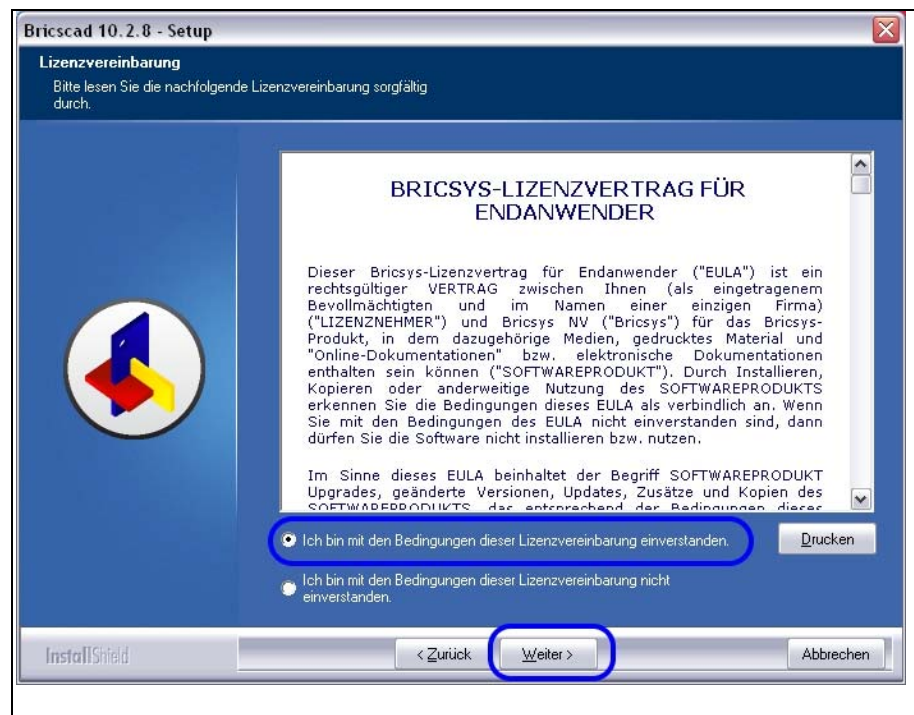 Bricscad 10.2.8 - Setup
Lizenzvereinbarung
Bitte lesen Sie die nachfolgende Lizenzvereinbarung sorgfältig
durch.
BRICSYS-LIZENZVERTRAG FÜR
ENDANWENDER
Dieser Bricsys-Lizenzvertrag für Endanwender ("EULA") ist ein
rechtsgültiger VERTRAG zwischen Ihnen (als eingetragenem
Bevollmächtigten und im Namen einer einzigen Firma)
("LIZENZNEHMER") und Bricsys NV ("Bricsys") für das Bricsys-
Produkt, in dem dazugehörige Medien, gedrucktes Material und
"Online-Dokumentationen" bzw. elektronische Dokumentationen
enthalten sein können ("SOFTWAREPRODUKT"). Durch Installieren,
Kopieren oder anderweitige Nutzung des SOFTWAREPRODUKTS
erkennen Sie die Bedingungen dieses EULA als verbindlich an. Wenn
Sie mit den Bedingungen des EULA nicht einverstanden sind, dann
dürfen Sie die Software nicht installieren bzw. nutzen.
Im Sinne dieses EULA beinhaltet der Begriff SOFTWAREPRODUKT
Upgrades, geänderte Versionen, Updates, Zusätze und Kopien des
SOFTWAREPRODUKTS, das entsprechend der Bedingungen dieses
Ich bin mit den Bedingungen dieser Lizenzvereinbarung einverstanden.
Drucken
Ich bin mit den Bedingungen dieser Lizenzvereinbarung nicht
einverstanden.
InstallShield
< Zurück
Weiter >
Abbrechen